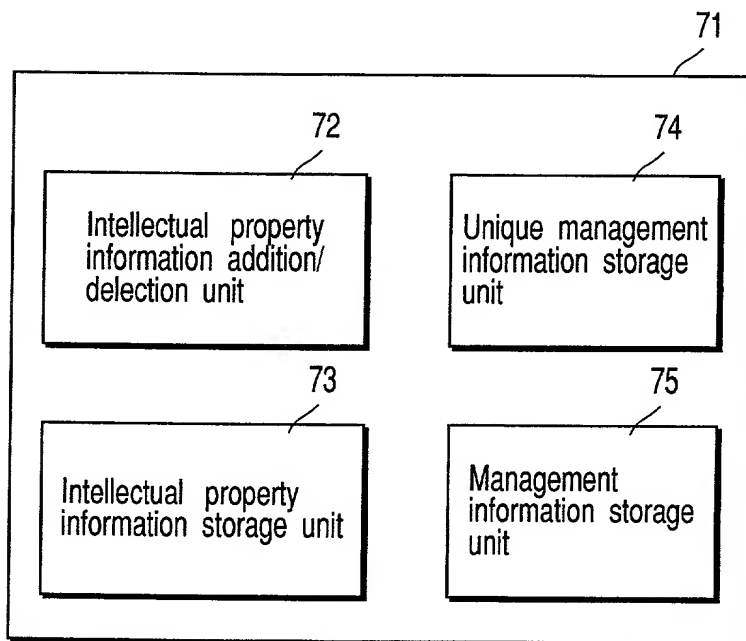 71
72
Intellectual property
information addition/
delection unit
74
Unique management
information storage
unit
73
Intellectual property
information storage unit
75
Management
information storage
unit